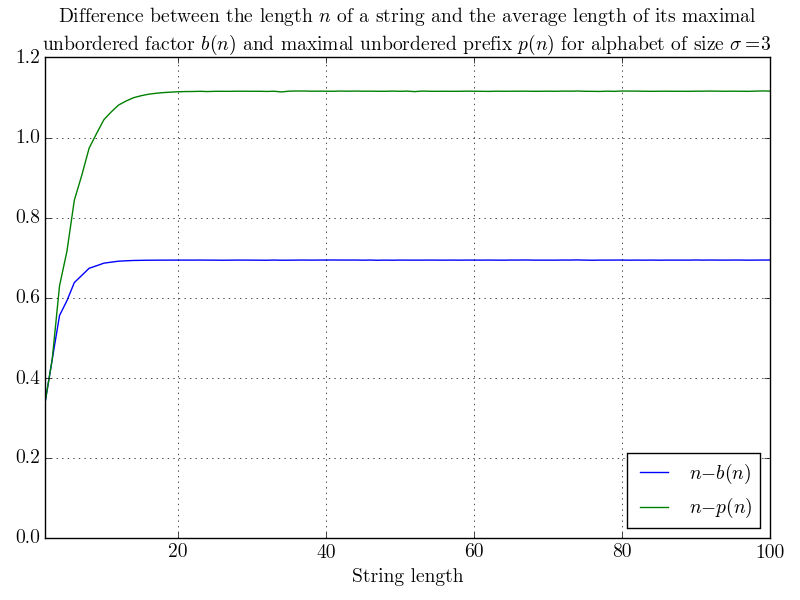 Difference between the length n of a string and the average length of its maximal
unbordered factor b(n) and maximal unbordered prefix p(n) for alphabet of size σ=3
1.2
1.0
0.8
0.6
0.4
0.2
0.0
n−b(n)
n−p(n)
20 40 60 80 100
String length